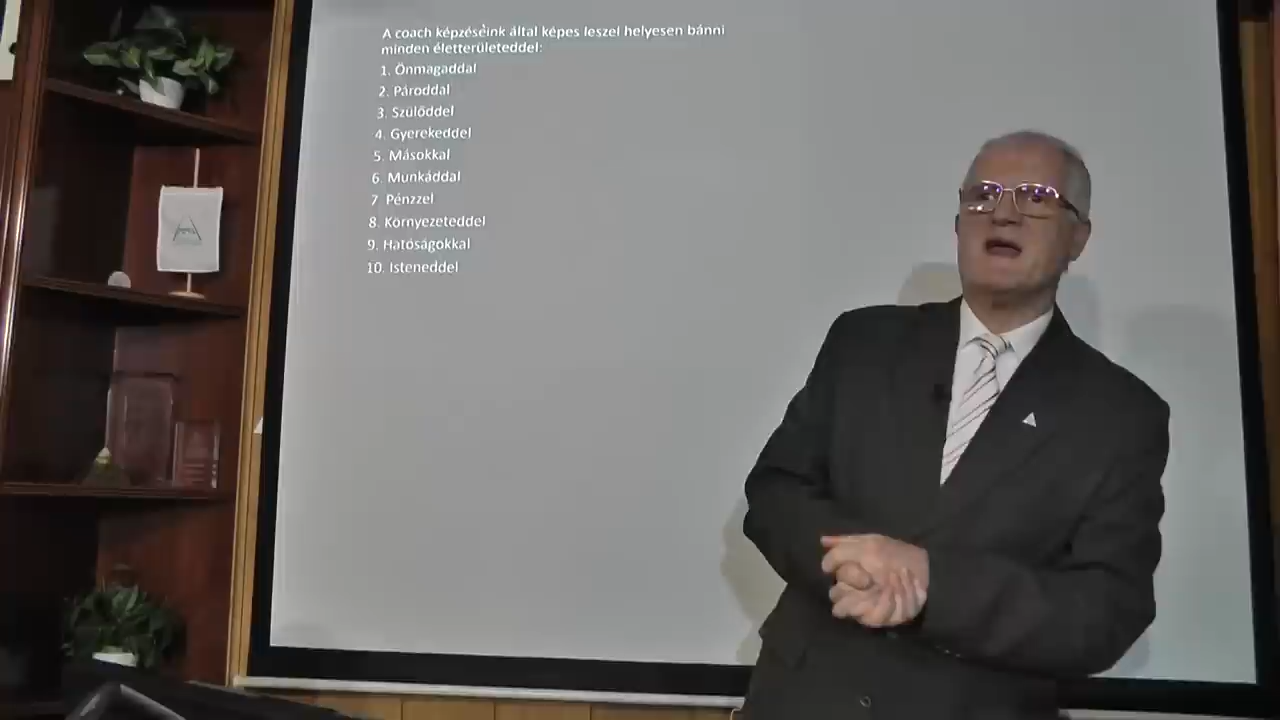 A coach képzéseink által képes leszel helyesen bánni
minden életterületeddel:
1. Önmagaddal
2. Pároddal
3. Szülőddel
4. Gyerekeddel
5. Másokkal
6. Munkáddal
7 Pénzzel
8. Környezeteddel
9. Hatóságokkal
10. Isteneddel